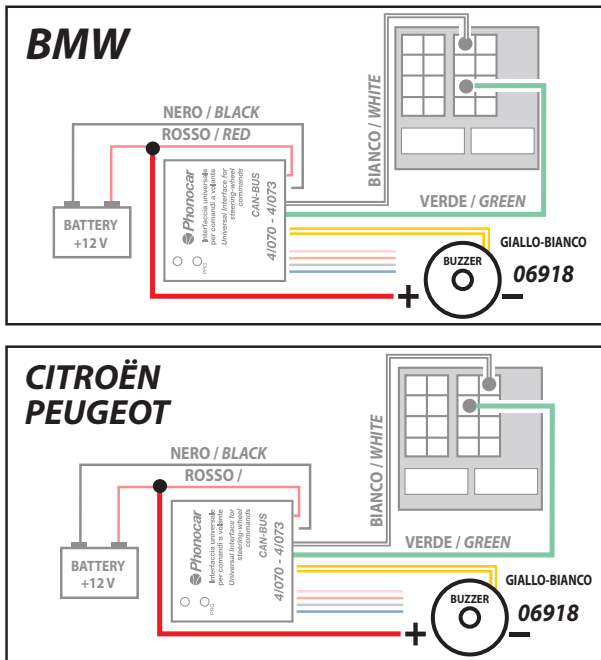 BMW
NERO / BLACK
ROSSO / RED
BIANCO / WHITE
VERDE / GREEN
BATTERY
+12 V
Phonocar
Interfaccia universale
per comandi a volante
Universal Interface for
steering-wheel
commands
CAN-BUS
4/070 - 4/073
PRG
GIALLO-BIANCO
BUZZER
06918
+
–
CITROËN
PEUGEOT
NERO / BLACK
ROSSO /
BIANCO / WHITE
VERDE / GREEN
BATTERY
+12 V
Phonocar
Interfaccia universale
per comandi a volante
Universal Interface for
steering-wheel
commands
CAN-BUS
4/070 - 4/073
PRG
GIALLO-BIANCO
BUZZER
06918
+
–